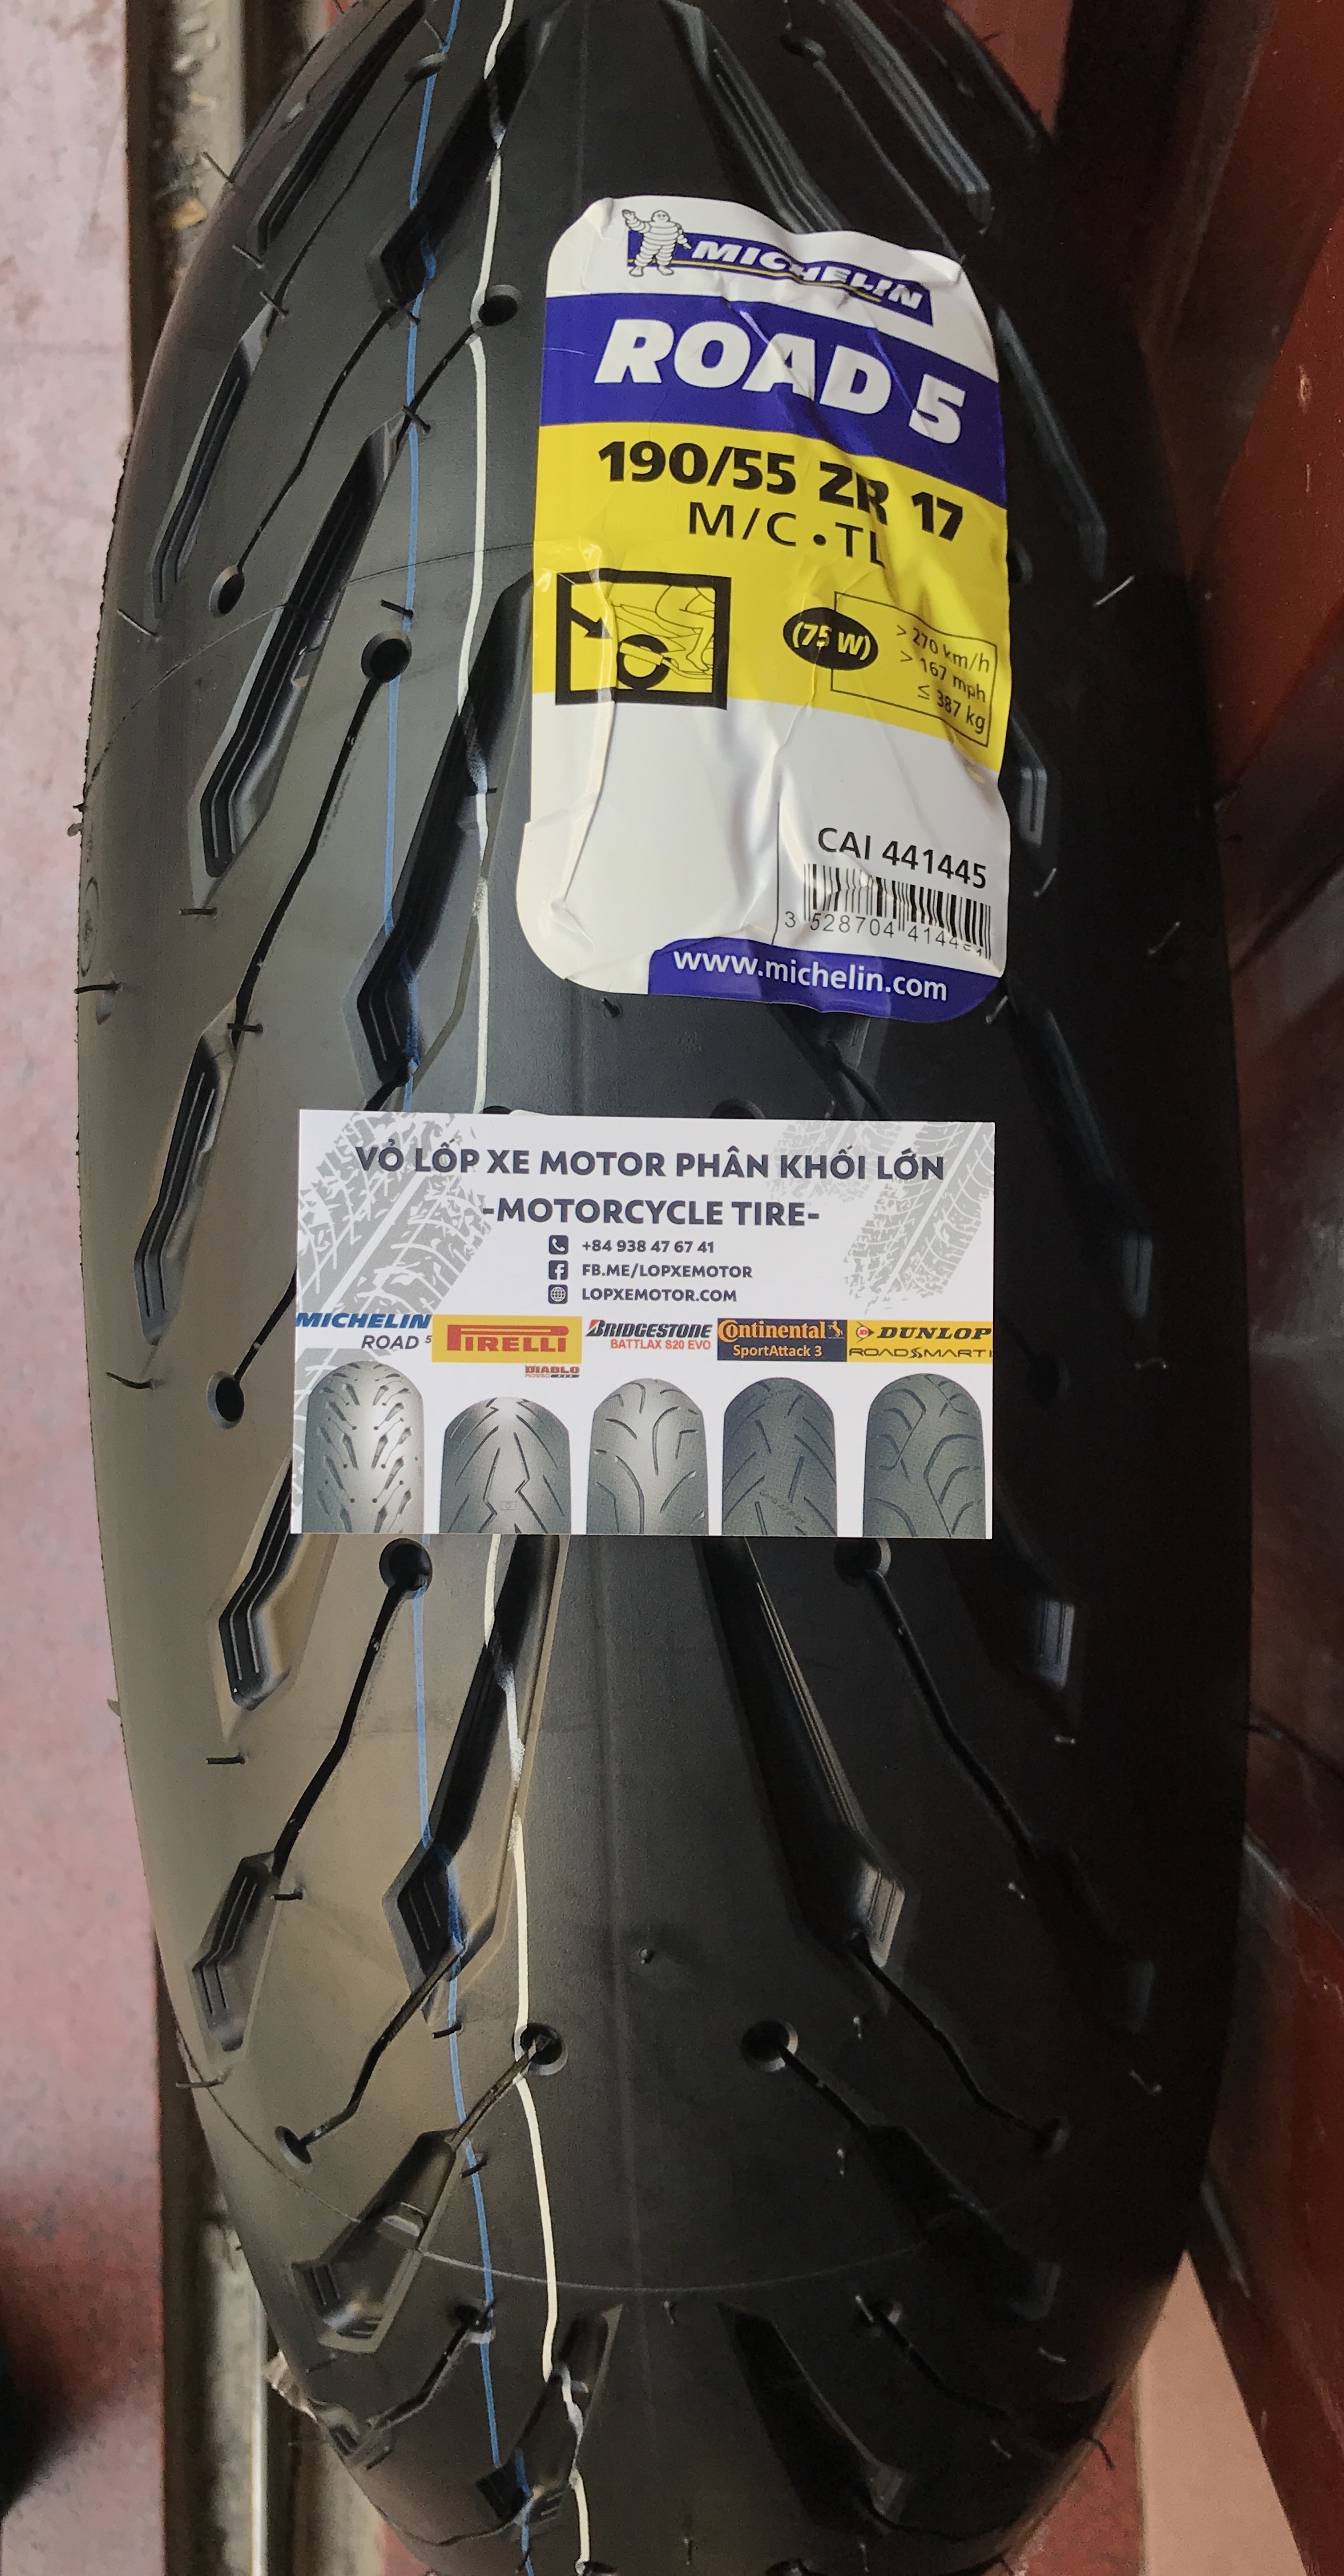 MICHELIN
ROAD 5
190/55 ZR 17
M/C • TL
(75 W)
> 270 km/h
> 167 mph
≤ 387 kg
CAI 441445
www.michelin.com
VỎ LỐP XE MOTOR PHÂN KHỐI LỚN
-MOTORCYCLE TIRE-
+84 938 47 67 41
FB.ME/LOPXEMOTOR
LOPXEMOTOR.COM
MICHELIN
ROAD 5
PIRELLI
DIABLO
BRIDGESTONE
BATTLAX S20 EVO
Continental
SportAttack 3
DUNLOP